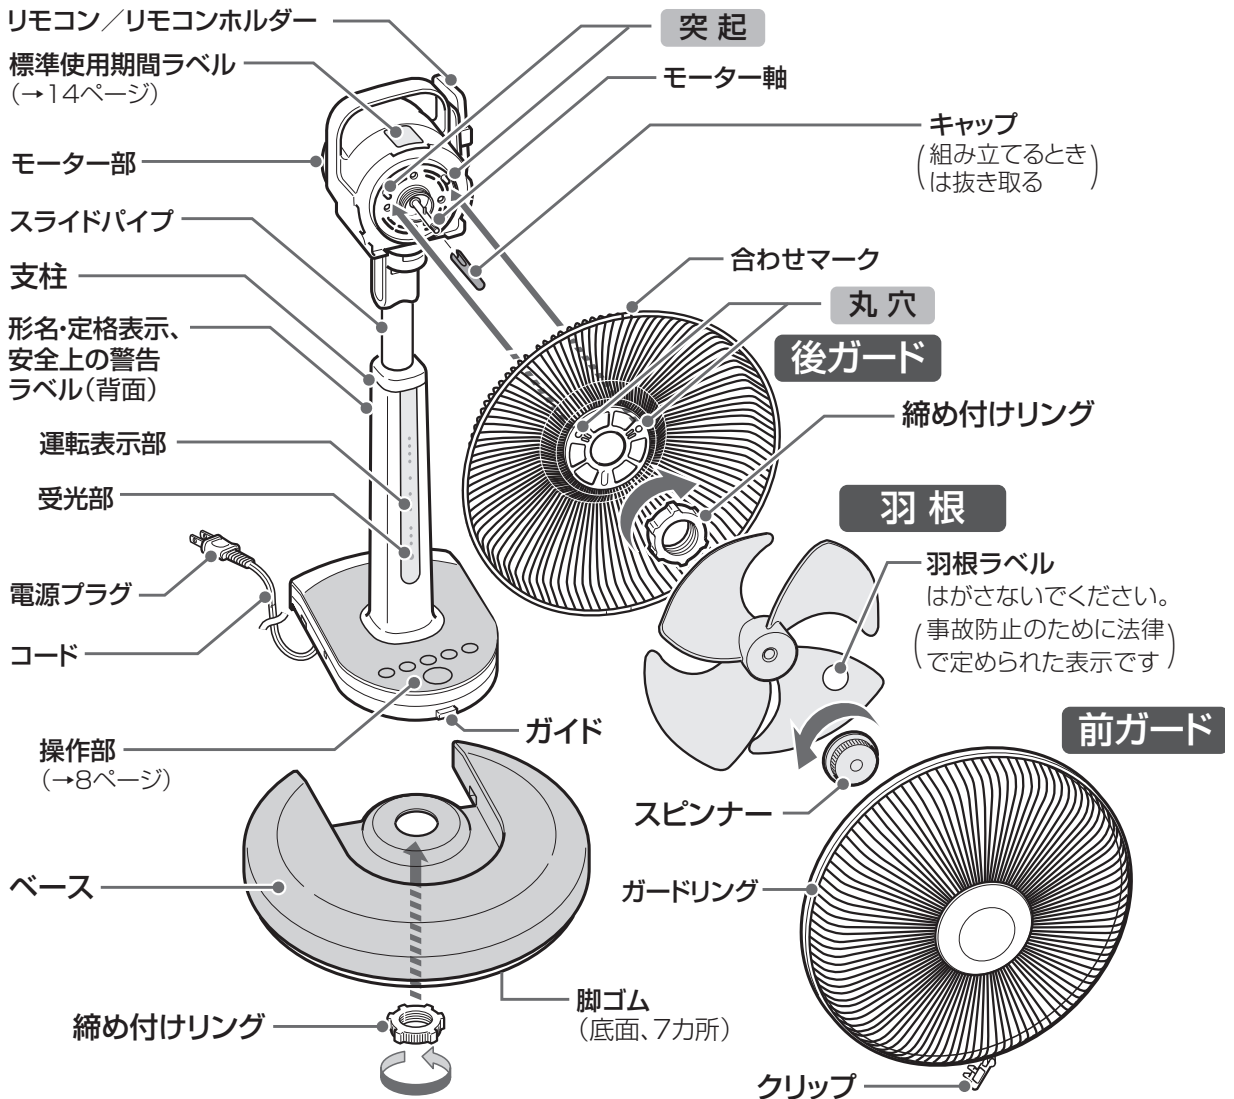 リモコン／リモコンホルダー
突起
標準使用期間ラベル
（→14ページ）
モーター軸
キャップ
（組み立てるとき
は抜き取る）
モーター部
スライドパイプ
合わせマーク
支柱
丸穴
形名・定格表示、
安全上の警告
ラベル（背面）
後ガード
締め付けリング
運転表示部
受光部
羽根
羽根ラベル
はがさないでください。
（事故防止のために法律
で定められた表示です）
電源プラグ
コード
ガイド
操作部
（→8ページ）
前ガード
スピンナー
ベース
ガードリング
脚ゴム
（底面、7カ所）
締め付けリング
クリップ